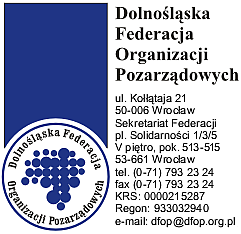 Dolnośląska
Federacja
Organizacji
Pozarządowych
ul. Kołłątaja 21
50-006 Wrocław
Sekretariat Federacji
pl. Solidarności 1/3/5
V piętro, pok. 513-515
53-661 Wrocław
tel. (0-71) 793 23 24
fax (0-71) 793 23 24
KRS: 0000215287
Regon: 933032940
e-mail: dfop@dfop.org.pl
Dolnośląska Federacja
Organizacji Pozarządowych